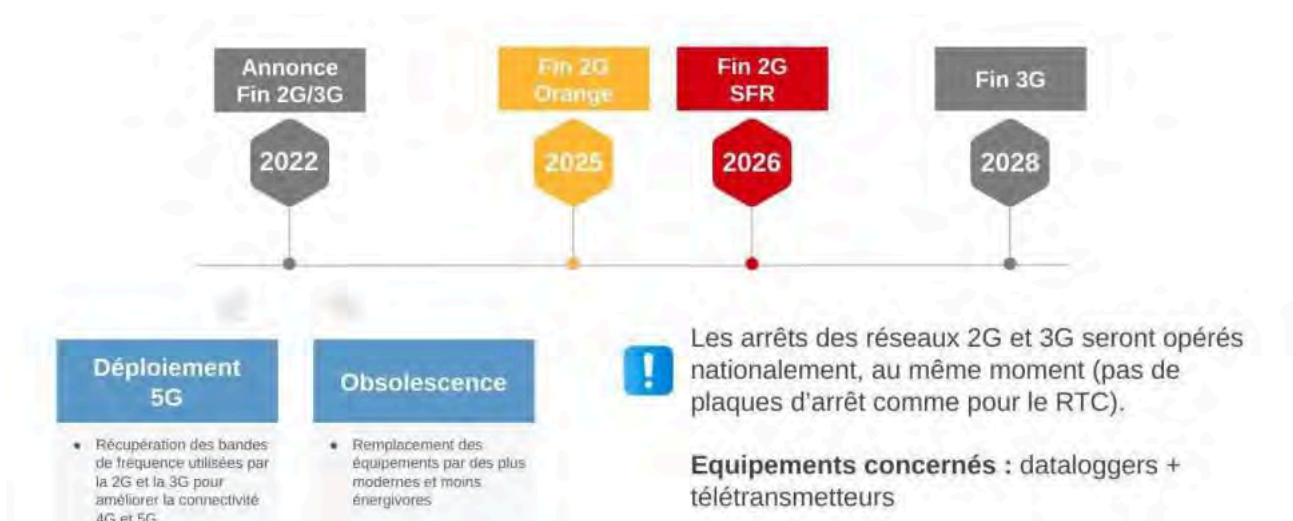 Annonce
Fin 2G/3G
Fin 2G
Orange
Fin 2G
SFR
Fin 3G
2022
2025
2026
2028
Déploiement
5G
● Récupération des bandes
de fréquence utilisées par
la 2G et la 3G pour
améliorer la connectivité
4G et 5G
Obsolescence
● Remplacement des
équipements par des plus
modernes et moins
énergivores
!
Les arrêts des réseaux 2G et 3G seront opérés
nationalement, au même moment (pas de
plaques d'arrêt comme pour le RTC).
Equipements concernés : dataloggers +
télétransmetteurs